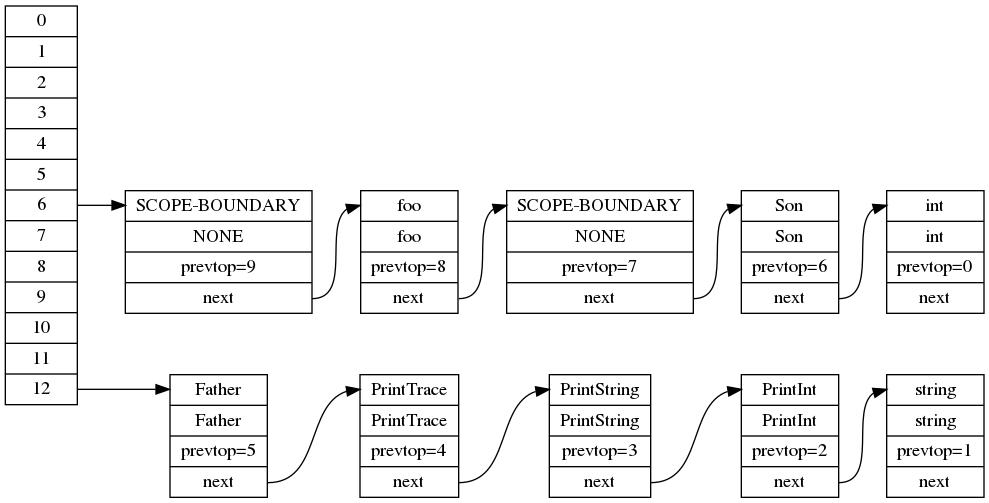 0
1
2
3
4
5
6
7
8
9
10
11
12
SCOPE-BOUNDARY
NONE
prevtop=9
next
foo
foo
prevtop=8
next
SCOPE-BOUNDARY
NONE
prevtop=7
next
Son
Son
prevtop=6
next
int
int
prevtop=0
next
Father
Father
prevtop=5
next
PrintTrace
PrintTrace
prevtop=4
next
PrintString
PrintString
prevtop=3
next
PrintInt
PrintInt
prevtop=2
next
string
string
prevtop=1
next